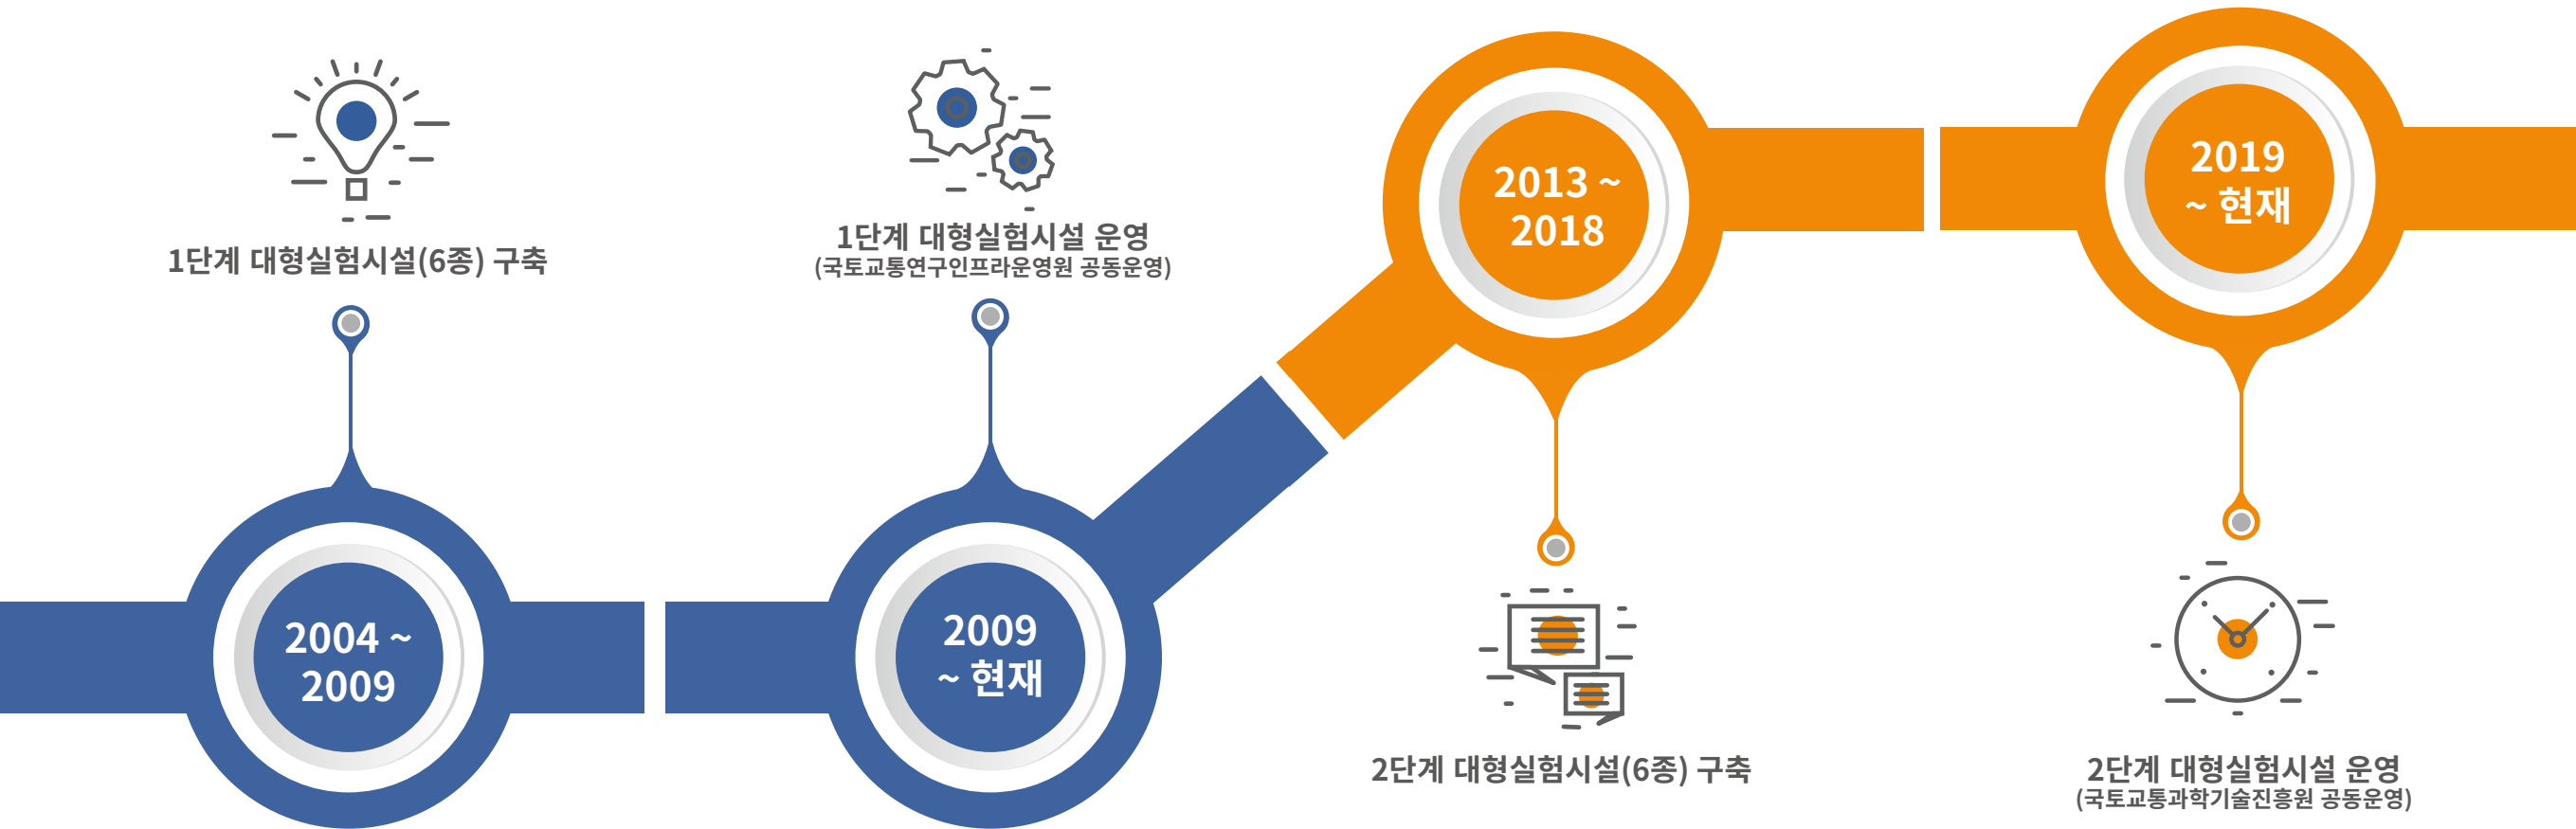 1단계 대형실험시설(6종) 구축
2004 ~
2009
1단계 대형실험시설 운영
(국토교통연구인프라운영원 공동운영)
2009
~ 현재
2013 ~
2018
2단계 대형실험시설(6종) 구축
2019
~ 현재
2단계 대형실험시설 운영
(국토교통과학기술진흥원 공동운영)